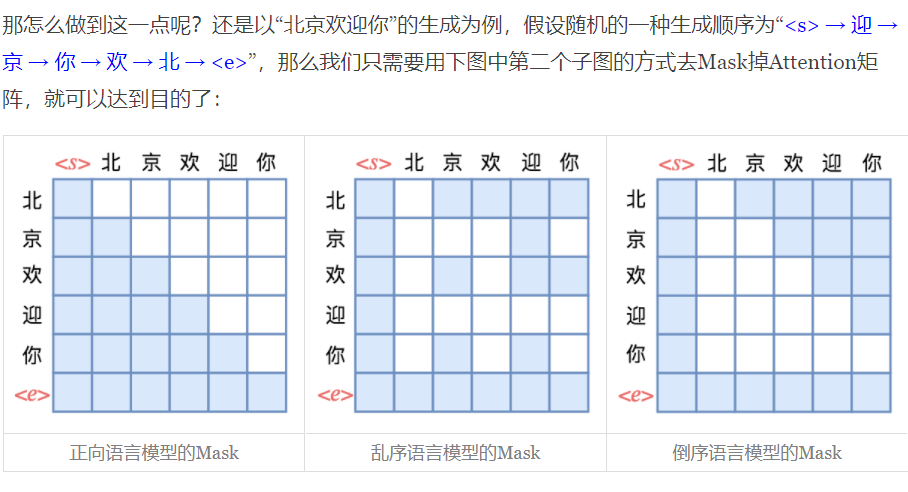 那怎么做到这一点呢？还是以“北京欢迎你”的生成为例，假设随机的一种生成顺序为“<s> → 迎 →
京 → 你 → 欢 → 北 → <e>”，那么我们只需要用下图中第二个子图的方式去Mask掉Attention矩
阵，就可以达到目的了：
<s> 北 京 欢 迎 你
北
京
欢
迎
你
<e>
正向语言模型的Mask
<s> 北 京 欢 迎 你
北
京
欢
迎
你
<e>
乱序语言模型的Mask
<s> 北 京 欢 迎 你
北
京
欢
迎
你
<e>
倒序语言模型的Mask